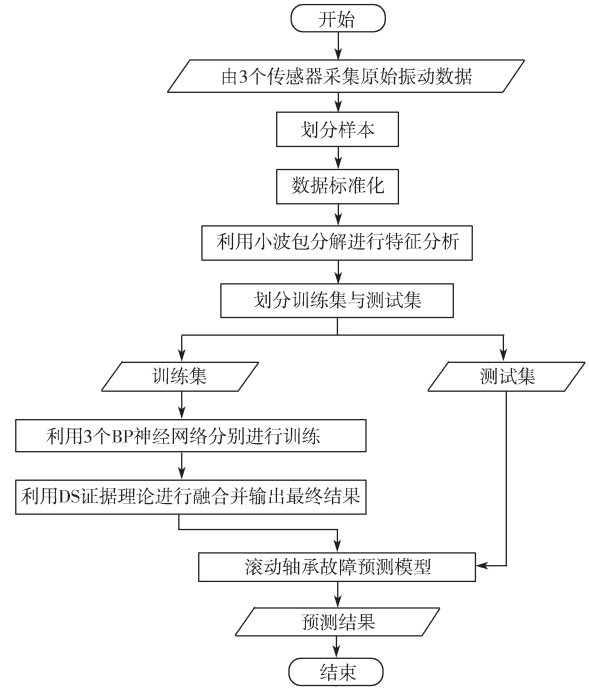 开始
由3个传感器采集原始振动数据
划分样本
数据标准化
利用小波包分解进行特征分析
划分训练集与测试集
训练集
测试集
利用3个BP神经网络分别进行训练
利用DS证据理论进行融合并输出最终结果
滚动轴承故障预测模型
预测结果
结束